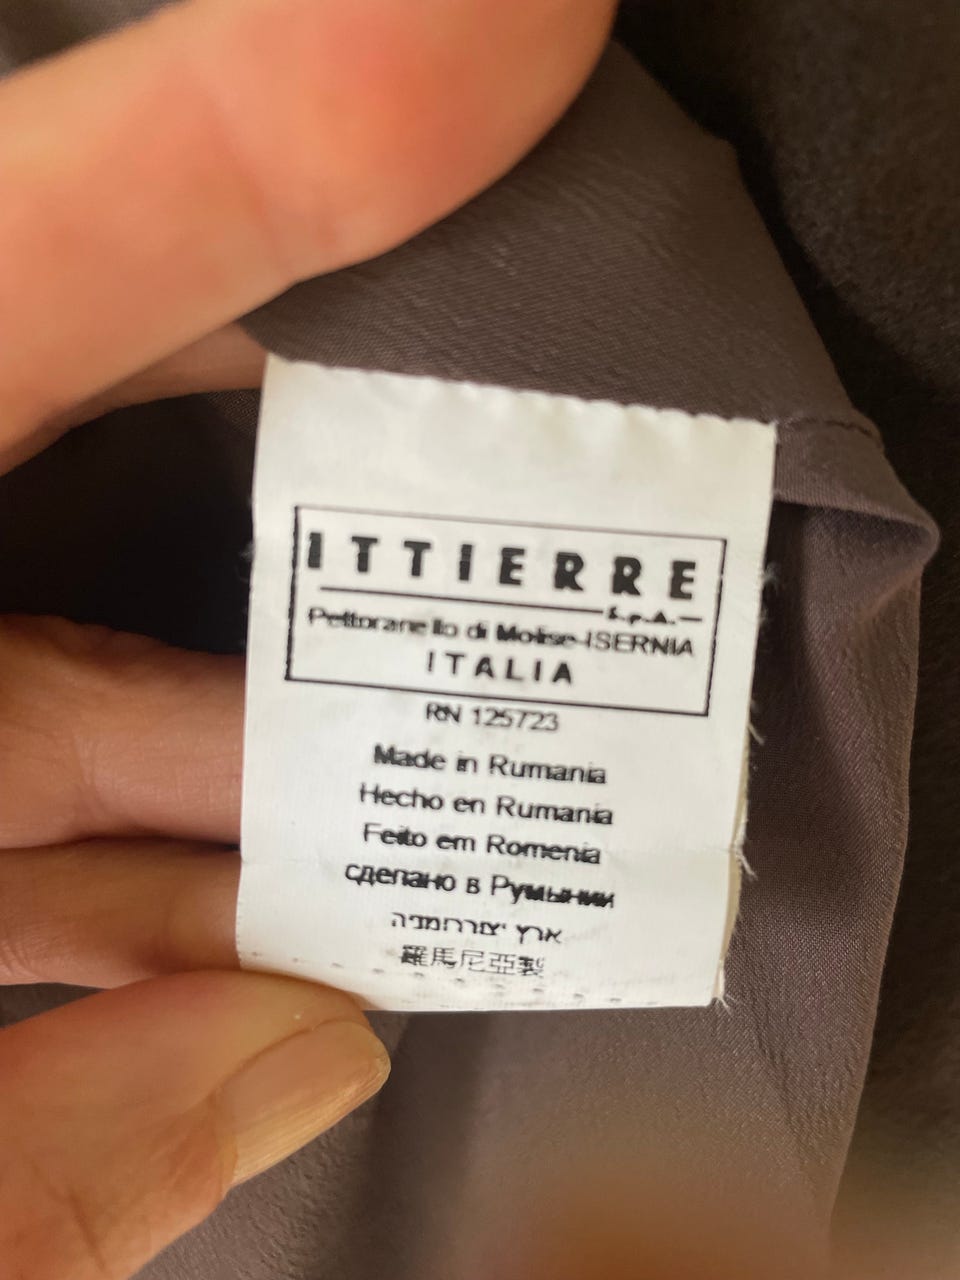 ITTIERRE
S.p.A.
Pettoranello di Molise-ISERNIA
ITALIA
RN 125723
Made in Rumania
Hecho en Rumania
Feito em Romenia
сделано в Румынии
ארץ יצור רומניה
羅馬尼亞製